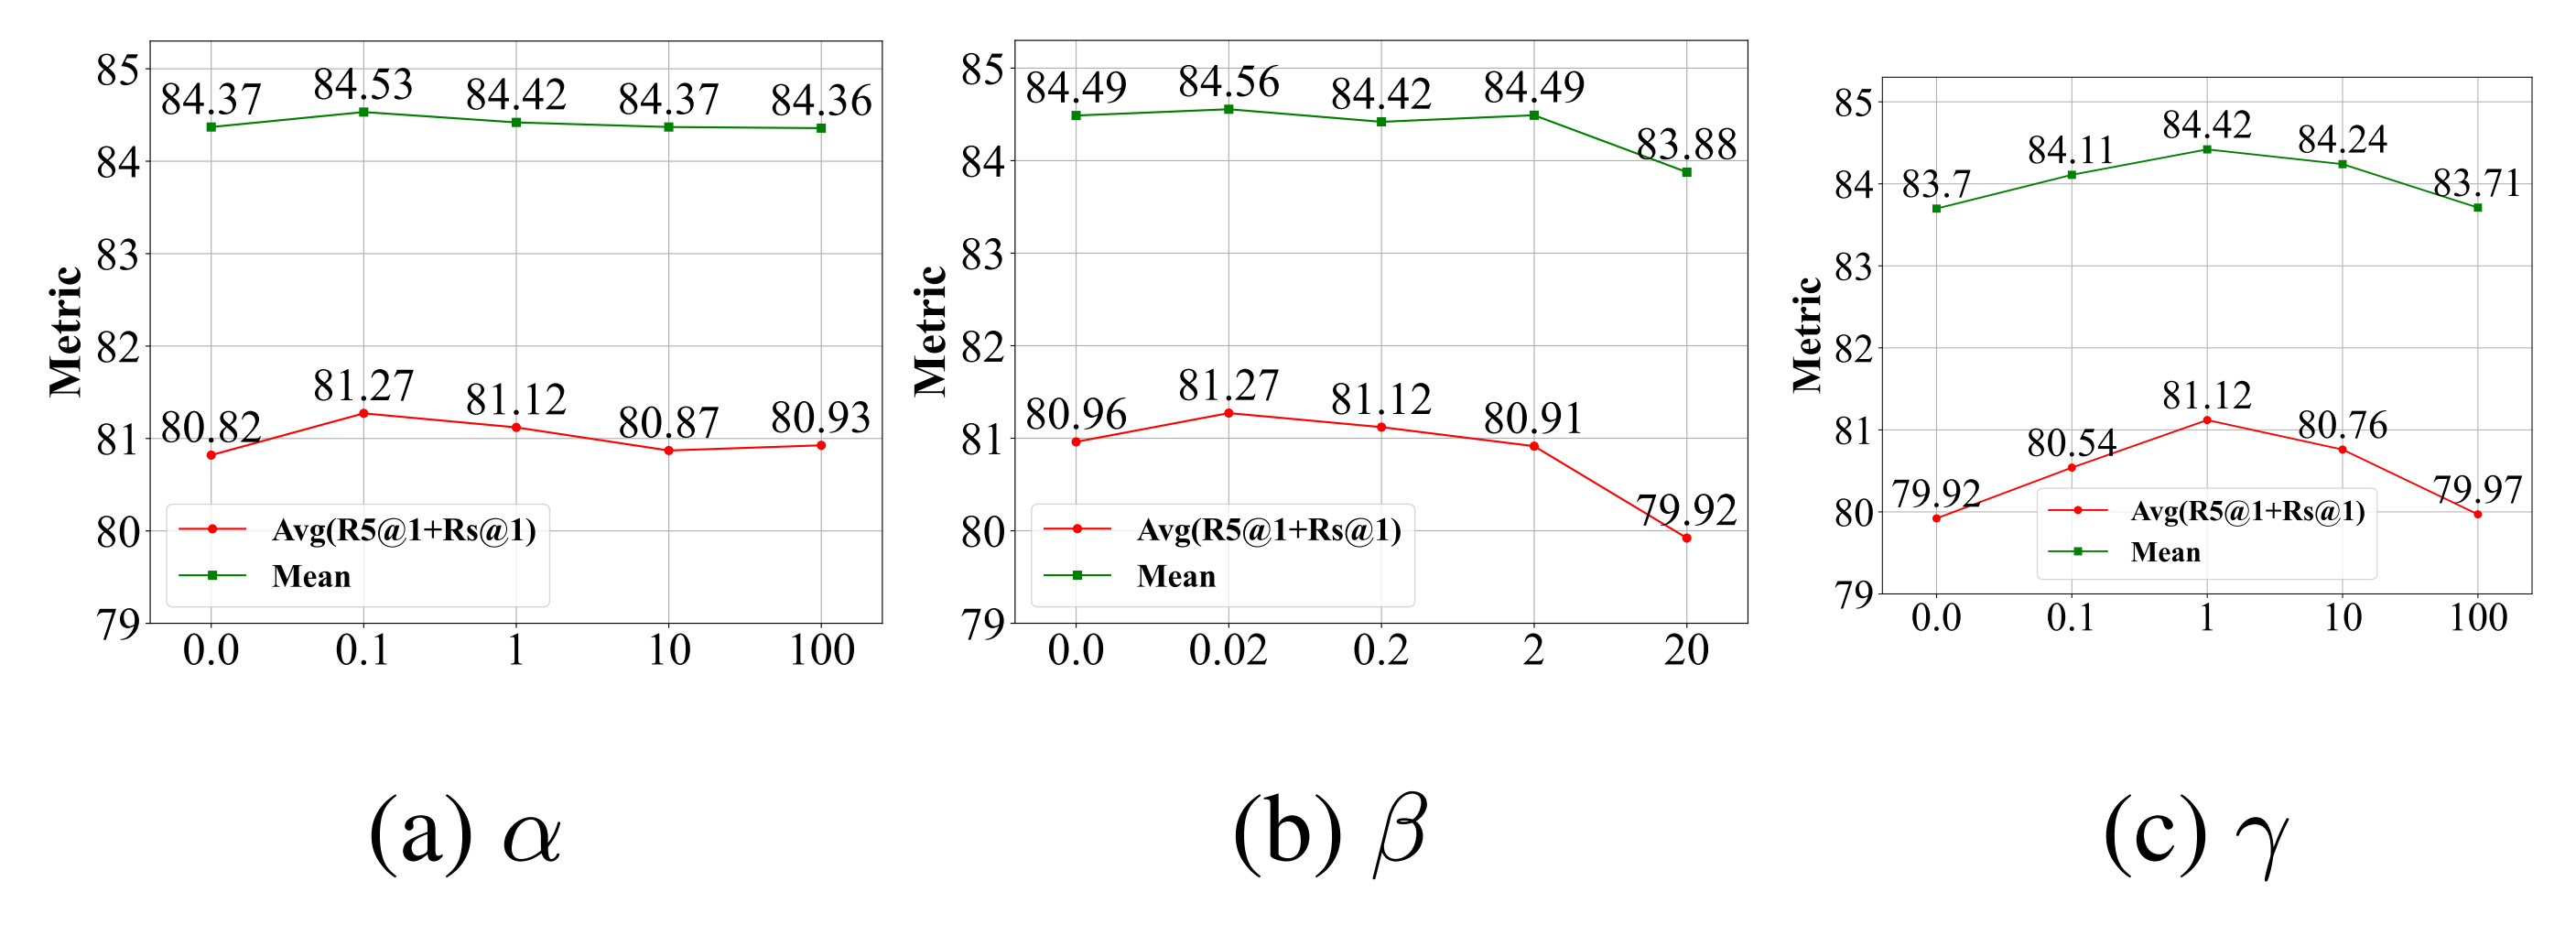 85
84
83
82
81
80
79
Metric
84.37 84.53 84.42 84.37 84.36
80.82 81.27 81.12 80.87 80.93
Avg(R5@1+Rs@1)
Mean
0.0 0.1 1 10 100
(a) α
85
84
83
82
81
80
79
Metric
84.49 84.56 84.42 84.49 83.88
80.96 81.27 81.12 80.91 79.92
Avg(R5@1+Rs@1)
Mean
0.0 0.02 0.2 2 20
(b) β
85
84
83
82
81
80
79
Metric
83.7 84.11 84.42 84.24 83.71
79.92 80.54 81.12 80.76 79.97
Avg(R5@1+Rs@1)
Mean
0.0 0.1 1 10 100
(c) γ